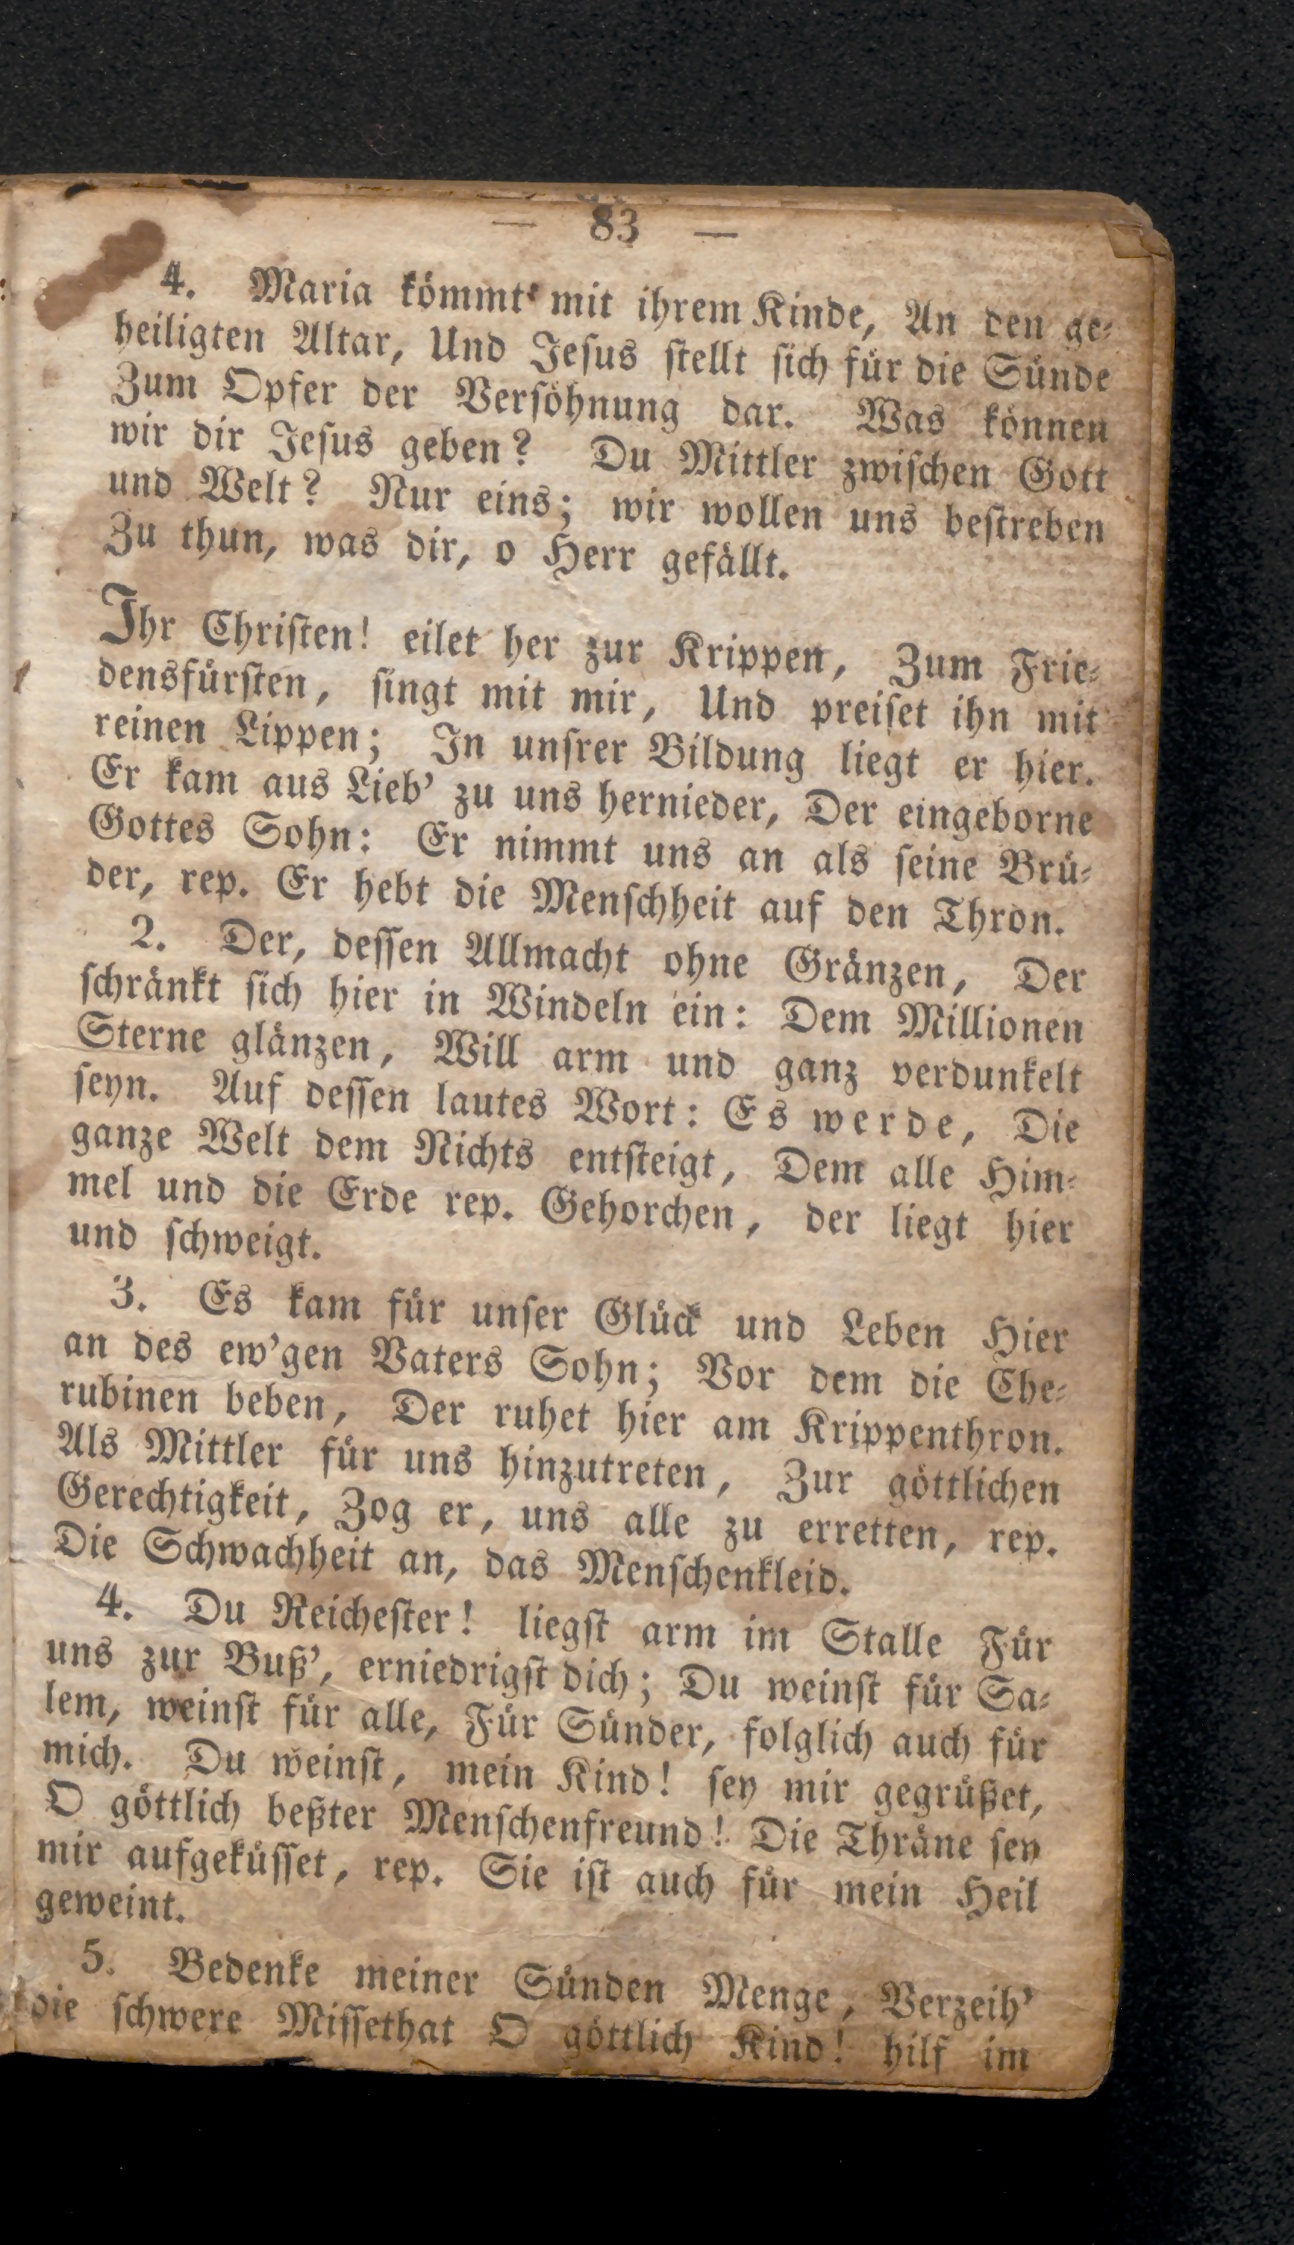 — 83 —
4. Maria kömmt mit ihrem Kinde, An den ge-
heiligten Altar, Und Jesus stellt sich für die Sünde
Zum Opfer der Versöhnung dar. Was können
wir dir Jesus geben? Du Mittler zwischen Gott
und Welt? Nur eins; wir wollen uns bestreben
Zu thun, was dir, o Herr gefällt.
Ihr Christen! eilet her zur Krippen, Zum Frie-
densfürsten, singt mit mir, Und preiset ihn mit
reinen Lippen; In unsrer Bildung liegt er hier.
Er kam aus Lieb' zu uns hernieder, Der eingeborne
Gottes Sohn: Er nimmt uns an als seine Brü-
der, rep. Er hebt die Menschheit auf den Thron.
2. Der, dessen Allmacht ohne Gränzen, Der
schränkt sich hier in Windeln ein: Dem Millionen
Sterne glänzen, Will arm und ganz verdunkelt
seyn. Auf dessen lautes Wort: Es werde, Die
ganze Welt dem Nichts entsteigt, Dem alle Him-
mel und die Erde rep. Gehorchen, der liegt hier
und schweigt.
3. Es kam für unser Glück und Leben Hier
an des ew'gen Vaters Sohn; Vor dem die Che-
rubinen beben, Der ruhet hier am Krippenthron.
Als Mittler für uns hinzutreten, Zur göttlichen
Gerechtigkeit, Zog er, uns alle zu erretten, rep.
Die Schwachheit an, das Menschenkleid.
4. Du Reichester! liegst arm im Stalle Für
uns zur Buß', erniedrigst dich; Du weinst für Sa-
lem, weinst für alle, Für Sünder, folglich auch für
mich. Du weinst, mein Kind! sey mir gegrüßet,
O göttlich beßter Menschenfreund! Die Thräne sey
mir aufgeküsset, rep. Sie ist auch für mein Heil
geweint.
5. Bedenke meiner Sünden Menge, Verzeih'
die schwere Missethat O göttlich Kind! hilf im